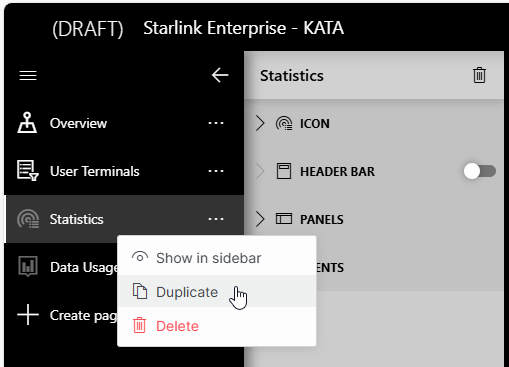 (DRAFT) Starlink Enterprise - KATA
Statistics
Overview
ICON
User Terminals
HEADER BAR
Statistics
PANELS
Show in sidebar
Data Usage
ENTS
Duplicate
Create pag
Delete